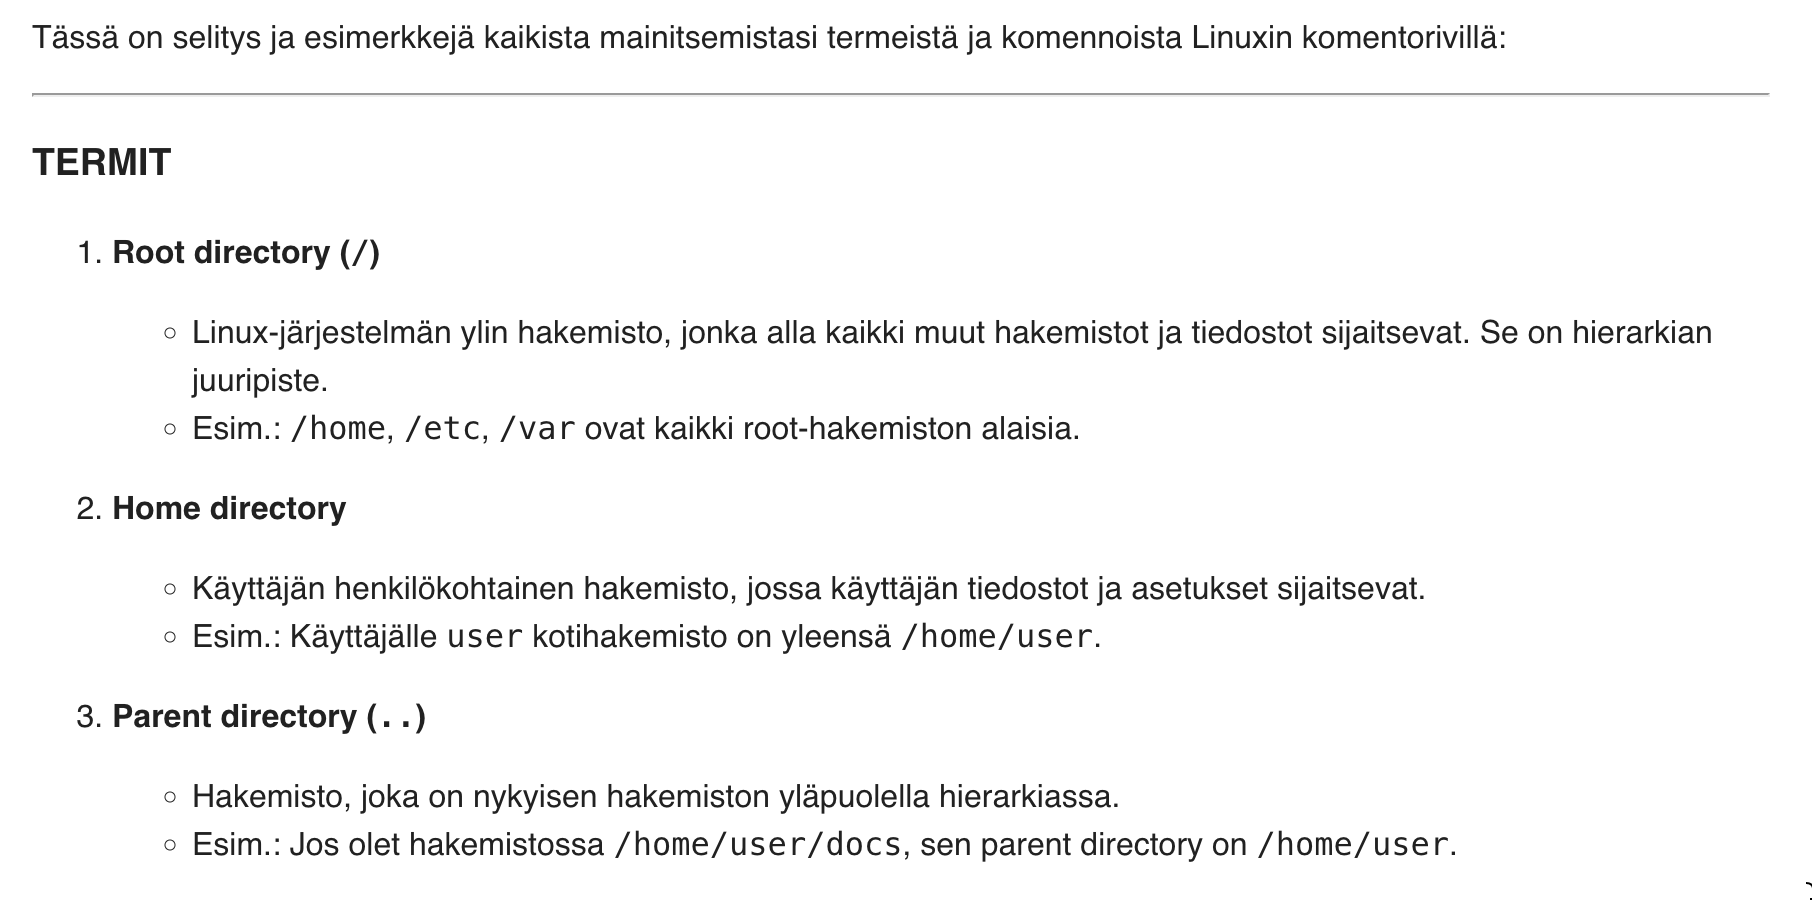 Tässä on selitys ja esimerkkejä kaikista mainitsemistasi termeistä ja komennoista Linuxin komentorivillä:
TERMIT
1. Root directory (/)
◦ Linux-järjestelmän ylin hakemisto, jonka alla kaikki muut hakemistot ja tiedostot sijaitsevat. Se on hierarkian
juuripiste.
◦ Esim.: /home, /etc, /var ovat kaikki root-hakemiston alaisia.
2. Home directory
◦ Käyttäjän henkilökohtainen hakemisto, jossa käyttäjän tiedostot ja asetukset sijaitsevat.
◦ Esim.: Käyttäjälle user kotihakemisto on yleensä /home/user.
3. Parent directory (..)
◦ Hakemisto, joka on nykyisen hakemiston yläpuolella hierarkiassa.
◦ Esim.: Jos olet hakemistossa /home/user/docs, sen parent directory on /home/user.